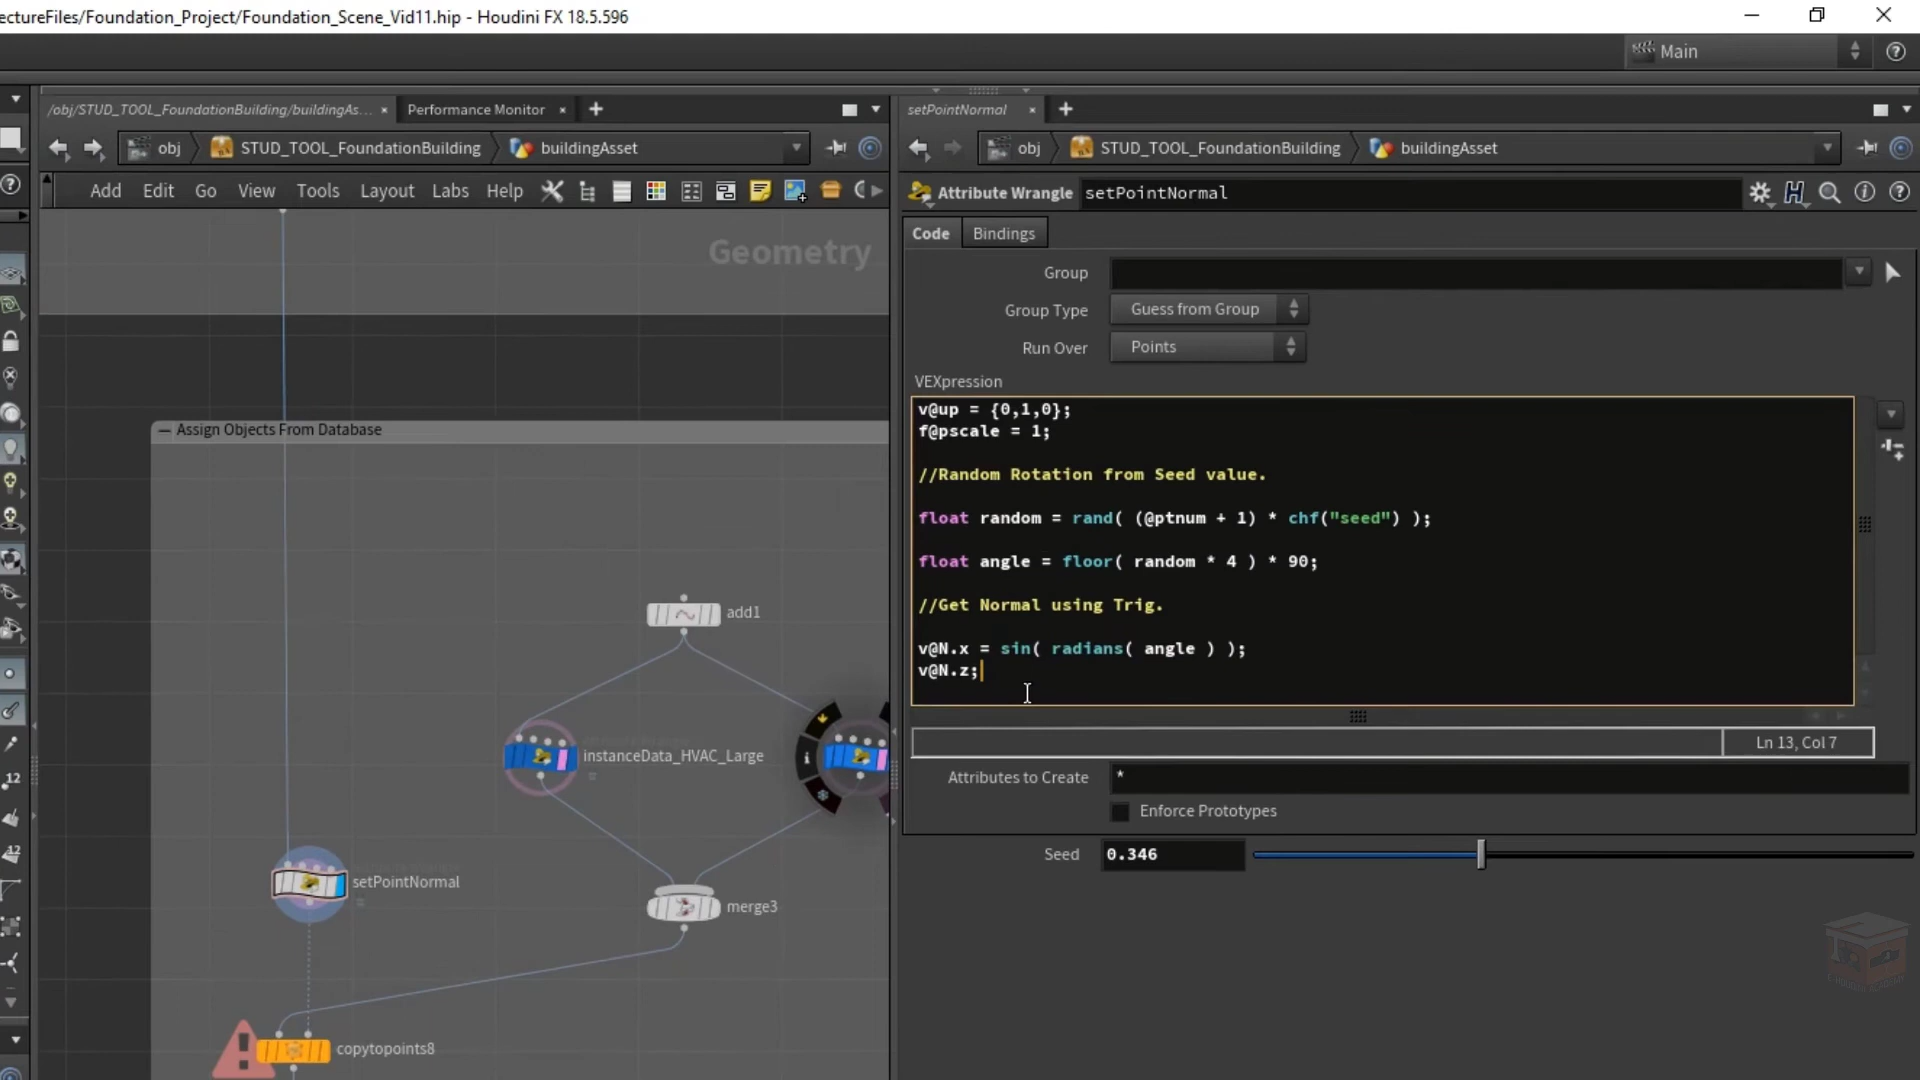 ectureFiles/Foundation_Project/Foundation_Scene_Vid11.hip - Houdini FX 18.5.596
Main
/obj/STUD_TOOL_FoundationBuilding/buildingAs...
Performance Monitor
setPointNormal
obj
STUD_TOOL_FoundationBuilding
buildingAsset
obj
STUD_TOOL_FoundationBuilding
buildingAsset
Add Edit Go View Tools Layout Labs Help
Attribute Wrangle setPointNormal
Code Bindings
Geometry
Group
Group Type Guess from Group
Run Over Points
VEXpression
v@up = {0,1,0};
f@pscale = 1;
//Random Rotation from Seed value.
float random = rand( (@ptnum + 1) * chf("seed") );
float angle = floor( random * 4 ) * 90;
//Get Normal using Trig.
v@N.x = sin( radians( angle ) );
v@N.z;
Ln 13, Col 7
Attributes to Create *
Enforce Prototypes
Seed 0.346
Assign Objects From Database
add1
instanceData_HVAC_Large
setPointNormal
merge3
copytopoints8
12
12